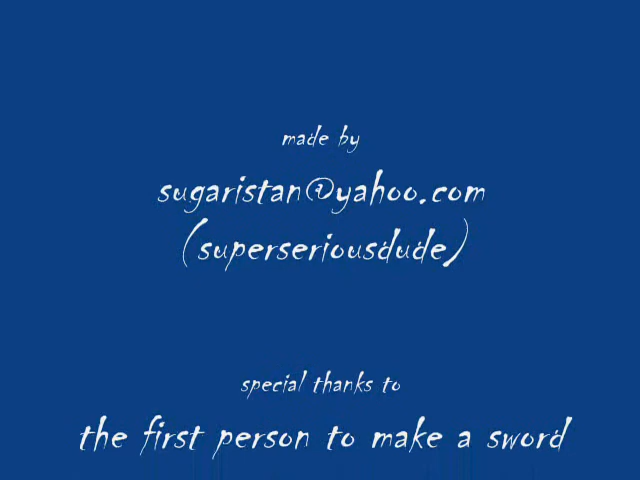 made by
sugaristan@yahoo.com
(superseriousdude)
special thanks to
the first person to make a sword